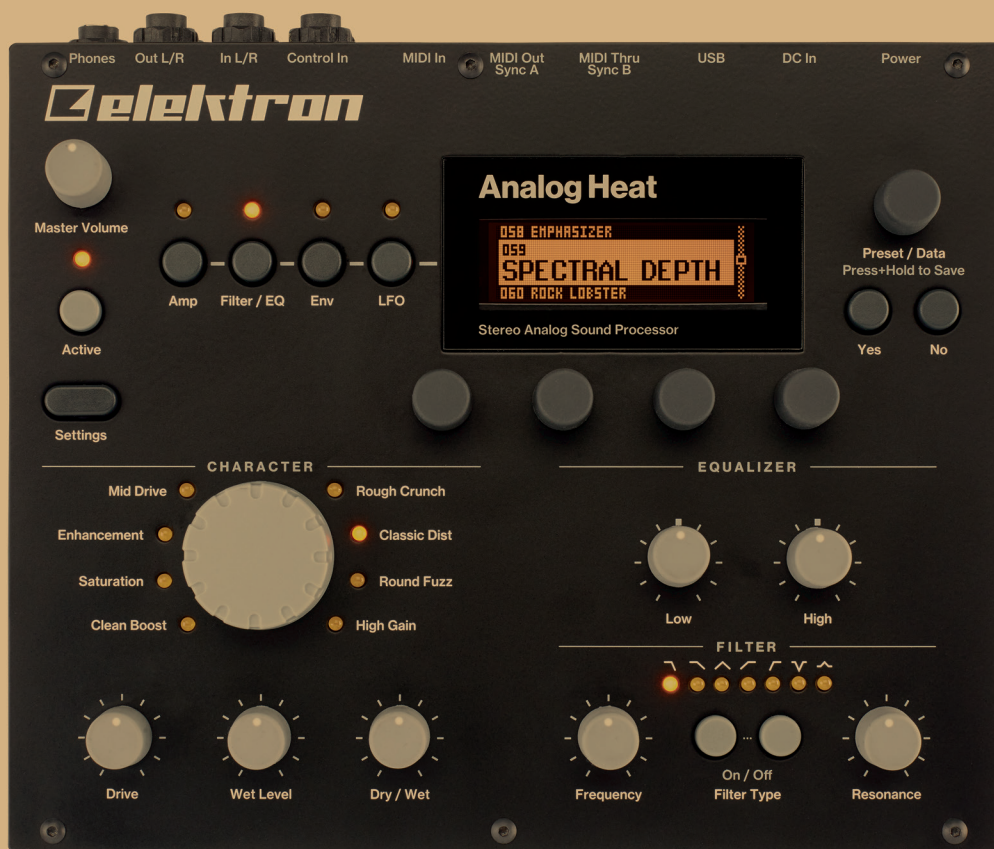 Phones Out L/R In L/R Control In MIDI In MIDI Out MIDI Thru USB DC In Power
Sync A Sync B
elektron
Analog Heat
058 EMPHASIZER
059
SPECTRAL DEPTH
060 ROCK LOBSTER
Stereo Analog Sound Processor
Master Volume
Amp Filter / EQ Env LFO
Preset / Data
Press+Hold to Save
Active
Yes No
Settings
CHARACTER
Mid Drive Rough Crunch
Enhancement Classic Dist
Saturation Round Fuzz
Clean Boost High Gain
EQUALIZER
Low High
FILTER
On / Off
Drive Wet Level Dry / Wet Frequency Filter Type Resonance